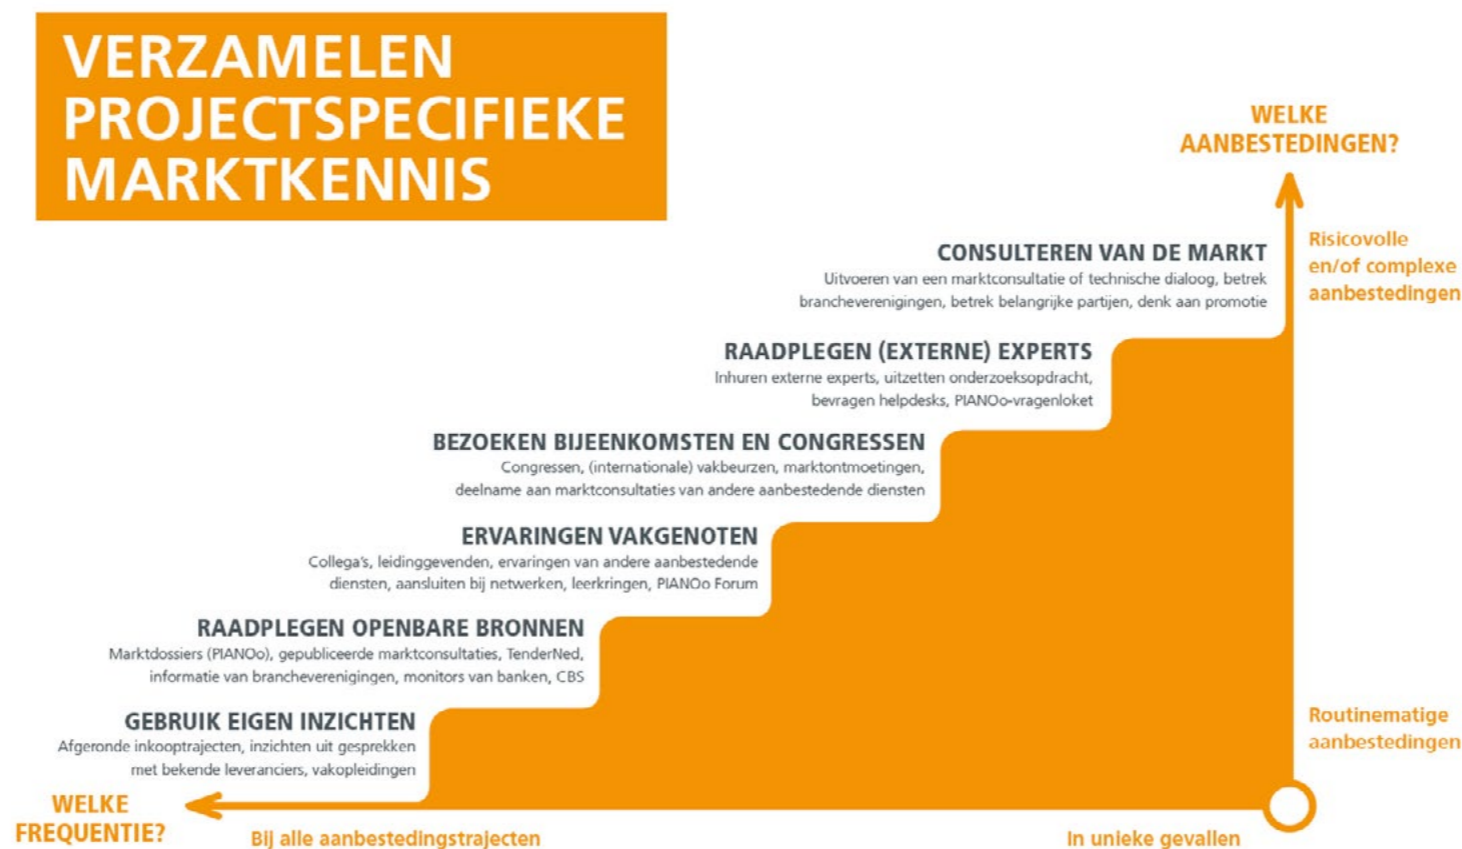 VERZAMELEN
PROJECTSPECIFIEKE
MARKTKENNIS
WELKE
AANBESTEDINGEN?
Risicovolle
en/of complexe
aanbestedingen
CONSULTEREN VAN DE MARKT
Uitvoeren van een marktconsultatie of technische dialoog, betrek
brancheverenigingen, betrek belangrijke partijen, denk aan promotie
RAADPLEGEN (EXTERNE) EXPERTS
Inhuren externe experts, uitzetten onderzoeksopdracht,
bevragen helpdesks, PIANOo-vragenloket
BEZOEKEN BIJEENKOMSTEN EN CONGRESSEN
Congressen, (internationale) vakbeurzen, marktontmoetingen,
deelname aan marktconsultaties van andere aanbestedende diensten
ERVARINGEN VAKGENOTEN
Collega's, leidinggevenden, ervaringen van andere aanbestedende
diensten, aansluiten bij netwerken, leerkringen, PIANOo Forum
RAADPLEGEN OPENBARE BRONNEN
Marktdossiers (PIANOo), gepubliceerde marktconsultaties, TenderNed,
informatie van brancheverenigingen, monitors van banken, CBS
GEBRUIK EIGEN INZICHTEN
Afgeronde inkooptrajecten, inzichten uit gesprekken
met bekende leveranciers, vakopleidingen
Routinematige
aanbestedingen
WELKE
FREQUENTIE?
Bij alle aanbestedingstrajecten
In unieke gevallen